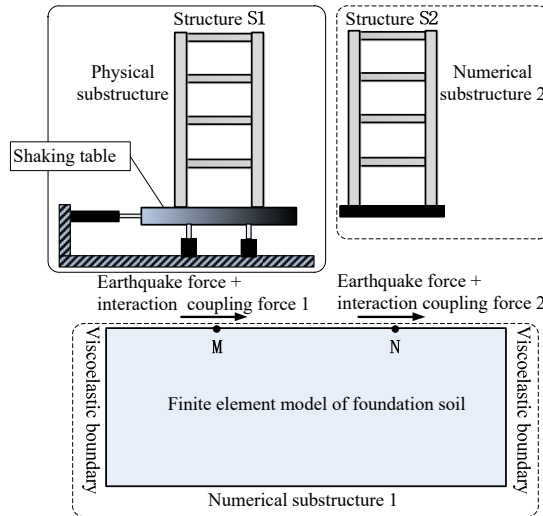 Structure S1
Physical
substructure
Shaking table
Structure S2
Numerical
substructure 2
Earthquake force +
interaction coupling force 1
Earthquake force +
interaction coupling force 2
M
N
Viscoelastic boundary
Finite element model of foundation soil
Viscoelastic boundary
Numerical substructure 1